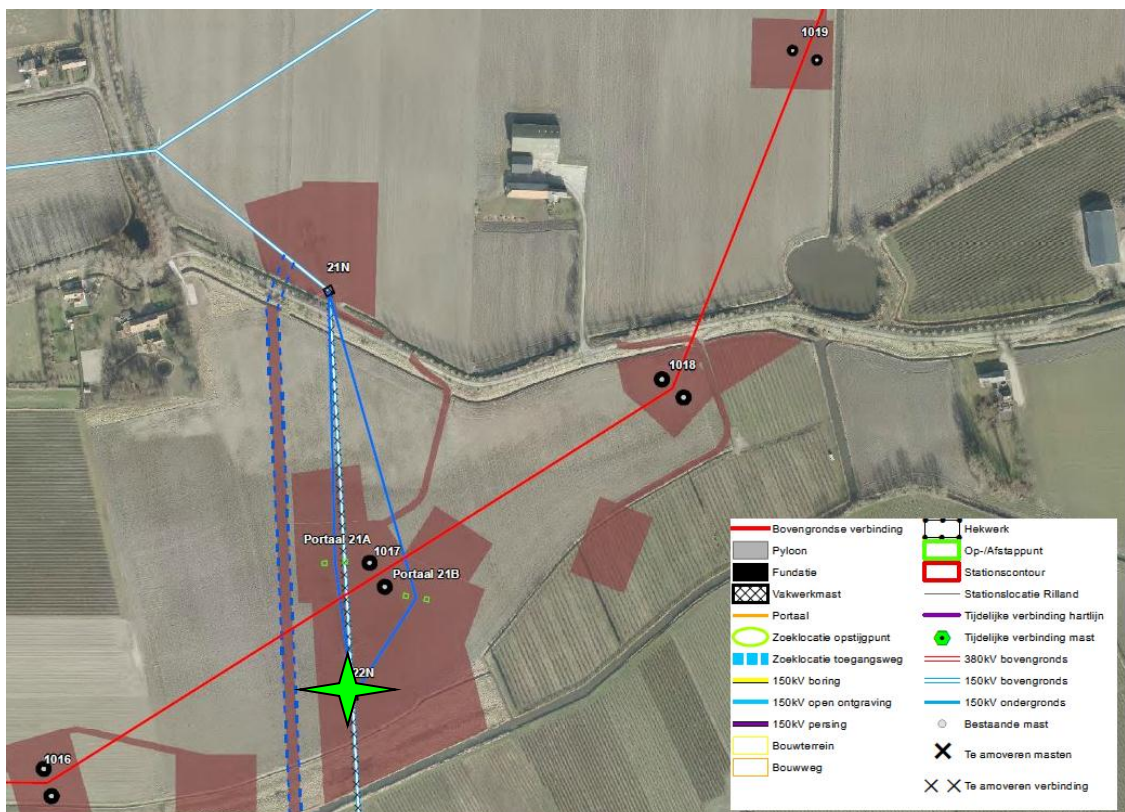 1019
21N
1018
Portaal 21A
1017
Portaal 21B
22N
1016
Bovengrondse verbinding
Pyloon
Fundatie
Vakwerkmast
Portaal
Zoeklocatie opstijgpunt
Zoeklocatie toegangsweg
150kV boring
150kV open ontgraving
150kV persing
Bouwterrein
Bouwweg
Hekwerk
Op-/Afstappunt
Stationscontour
Stationslocatie Rilland
Tijdelijke verbinding hartlijn
Tijdelijke verbinding mast
380kV bovengronds
150kV bovengronds
150kV ondergronds
Bestaande mast
Te amoveren masten
Te amoveren verbinding